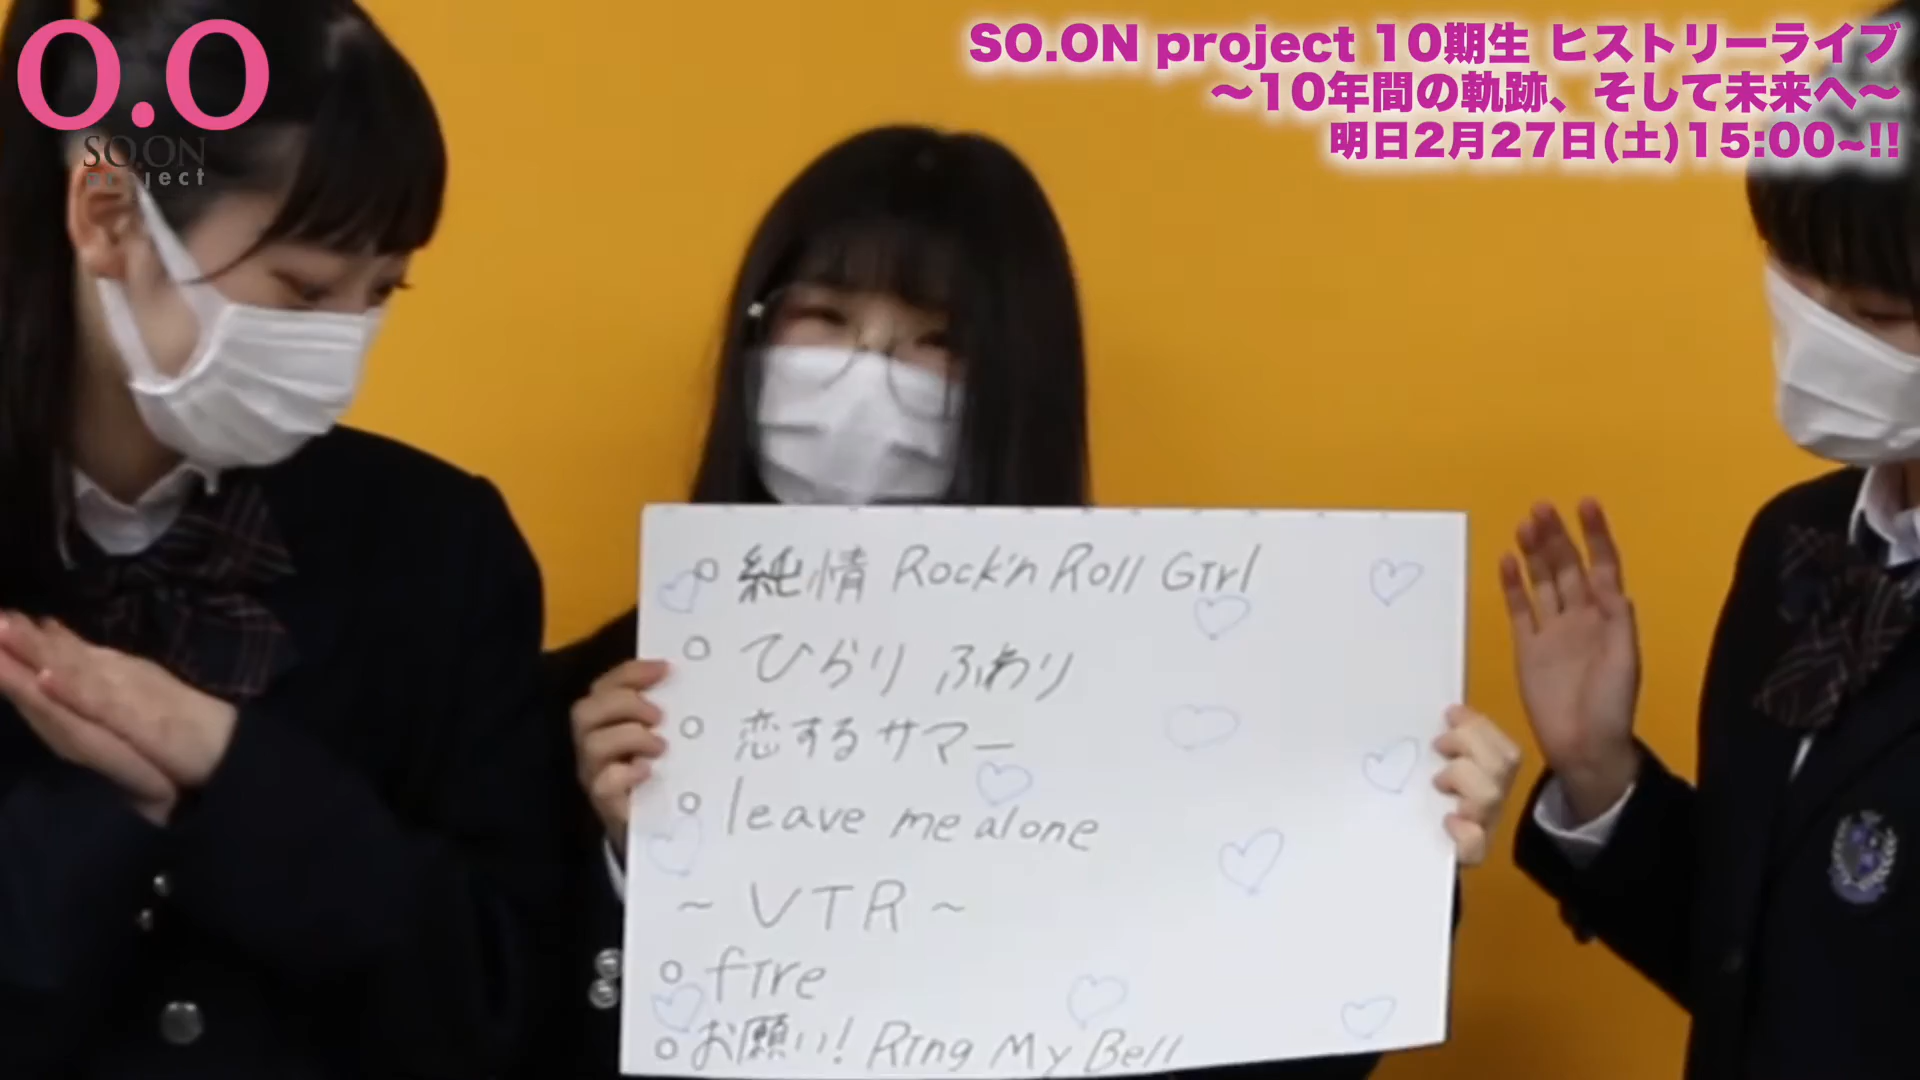 O.O
SO.ON
project
SO.ON project 10期生 ヒストリーライブ
〜10年間の軌跡、そして未来へ〜
明日2月27日(土)15:00~!!
○ 純情 Rock'n Roll Girl
○ ひらり ふわり
○ 恋するサマー
○ leave me alone
~ VTR ~
○ fire
○ お願い! Ring My Bell